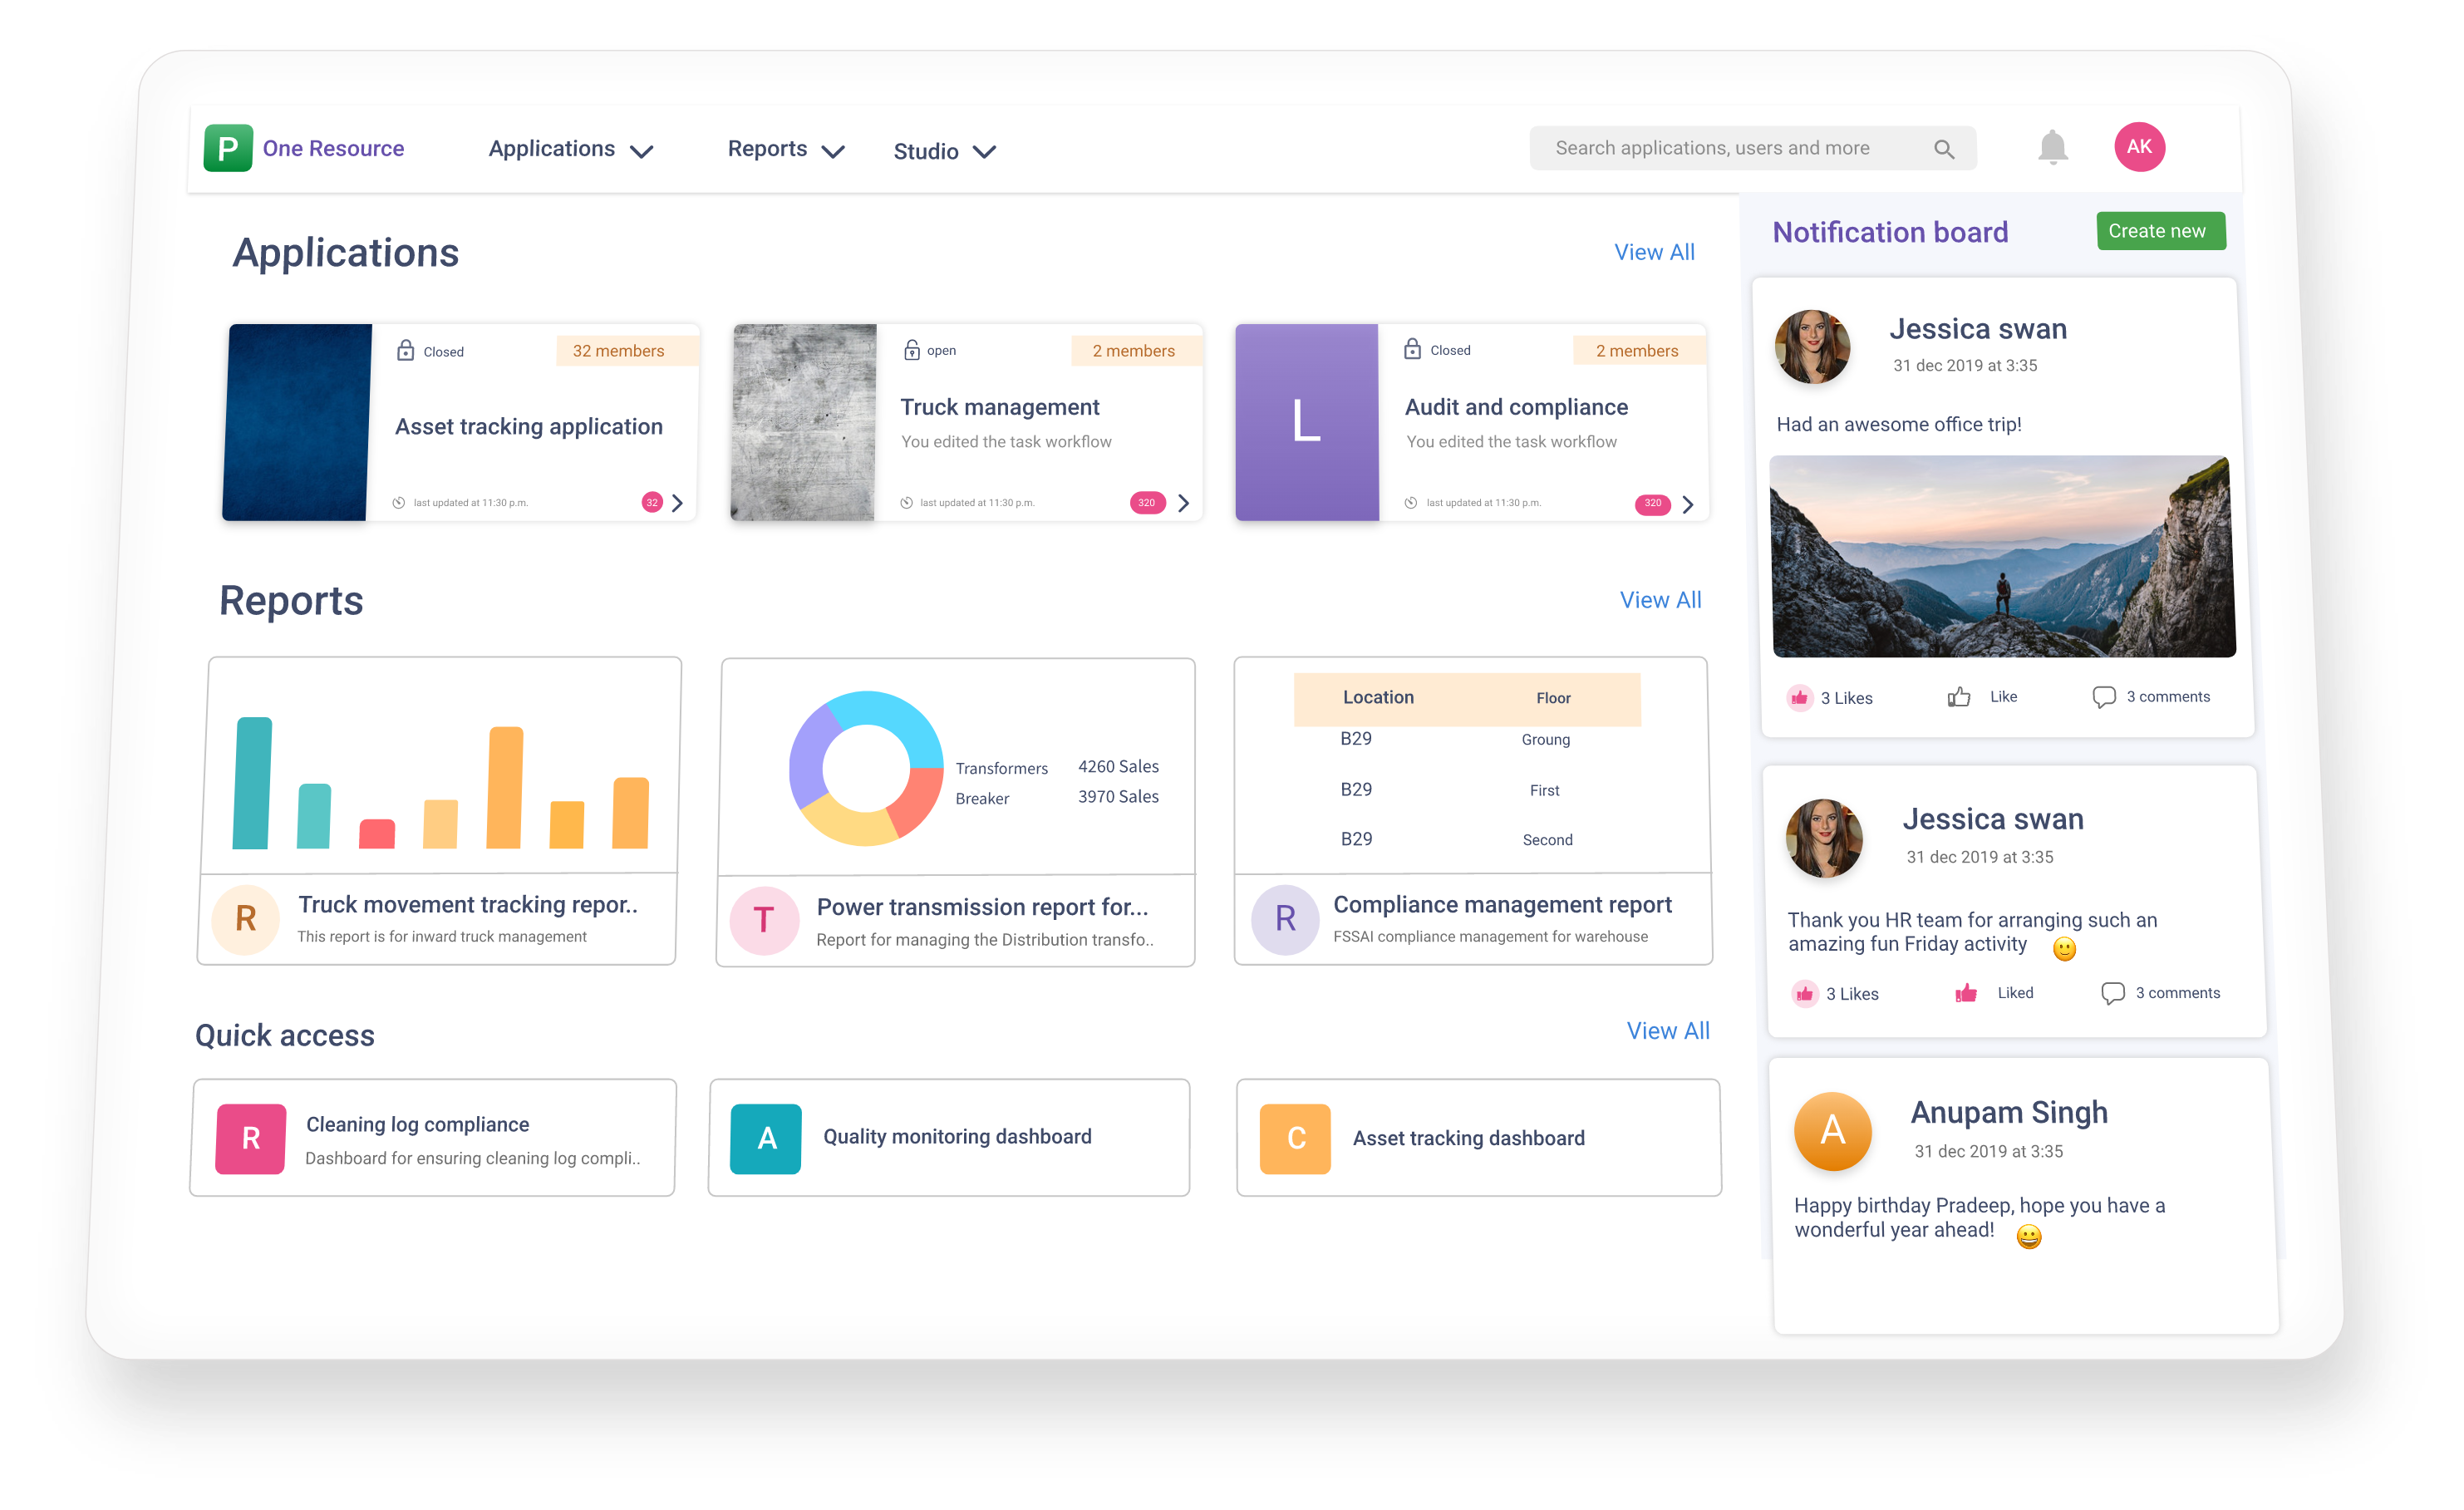 P One Resource Applications Reports Studio Search applications, users and more AK
Applications View All
Closed 32 members
Asset tracking application
last updated at 11:30 p.m. 32
open 2 members
Truck management
You edited the task workflow
last updated at 11:30 p.m. 320
L
Closed 2 members
Audit and compliance
You edited the task workflow
last updated at 11:30 p.m. 320
Reports View All
R
Truck movement tracking repor..
This report is for inward truck management
Transformers 4260 Sales
Breaker 3970 Sales
T
Power transmission report for...
Report for managing the Distribution transfo..
Location Floor
B29 Groung
B29 First
B29 Second
R
Compliance management report
FSSAI compliance management for warehouse
Quick access View All
R
Cleaning log compliance
Dashboard for ensuring cleaning log compli..
A Quality monitoring dashboard
C Asset tracking dashboard
Notification board Create new
Jessica swan
31 dec 2019 at 3:35
Had an awesome office trip!
3 Likes Like 3 comments
Jessica swan
31 dec 2019 at 3:35
Thank you HR team for arranging such an
amazing fun Friday activity 🙂
3 Likes Liked 3 comments
A
Anupam Singh
31 dec 2019 at 3:35
Happy birthday Pradeep, hope you have a
wonderful year ahead! 😀